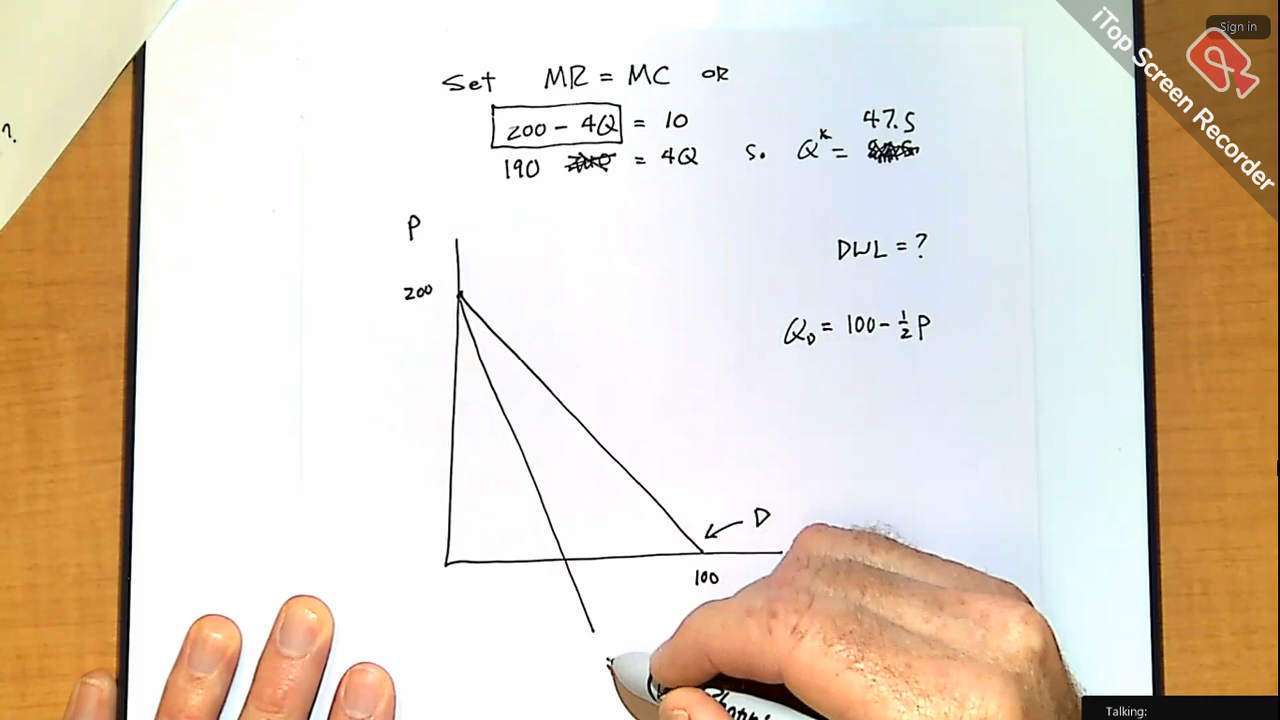 Set MR = MC OR
200 - 4Q = 10
190 = 4Q so Q* = 47.5
P
DWL = ?
200
Q_D = 100 - 1/2 P
D
100
?.
iTop Screen Recorder
Sign in
Talking: